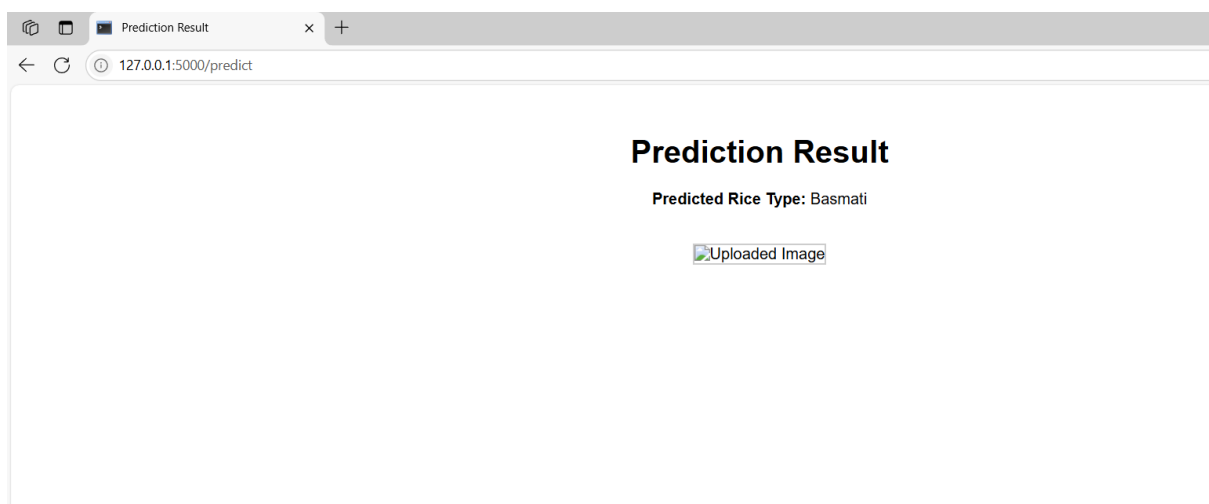 Prediction Result
127.0.0.1:5000/predict
Prediction Result
Predicted Rice Type: Basmati
Uploaded Image